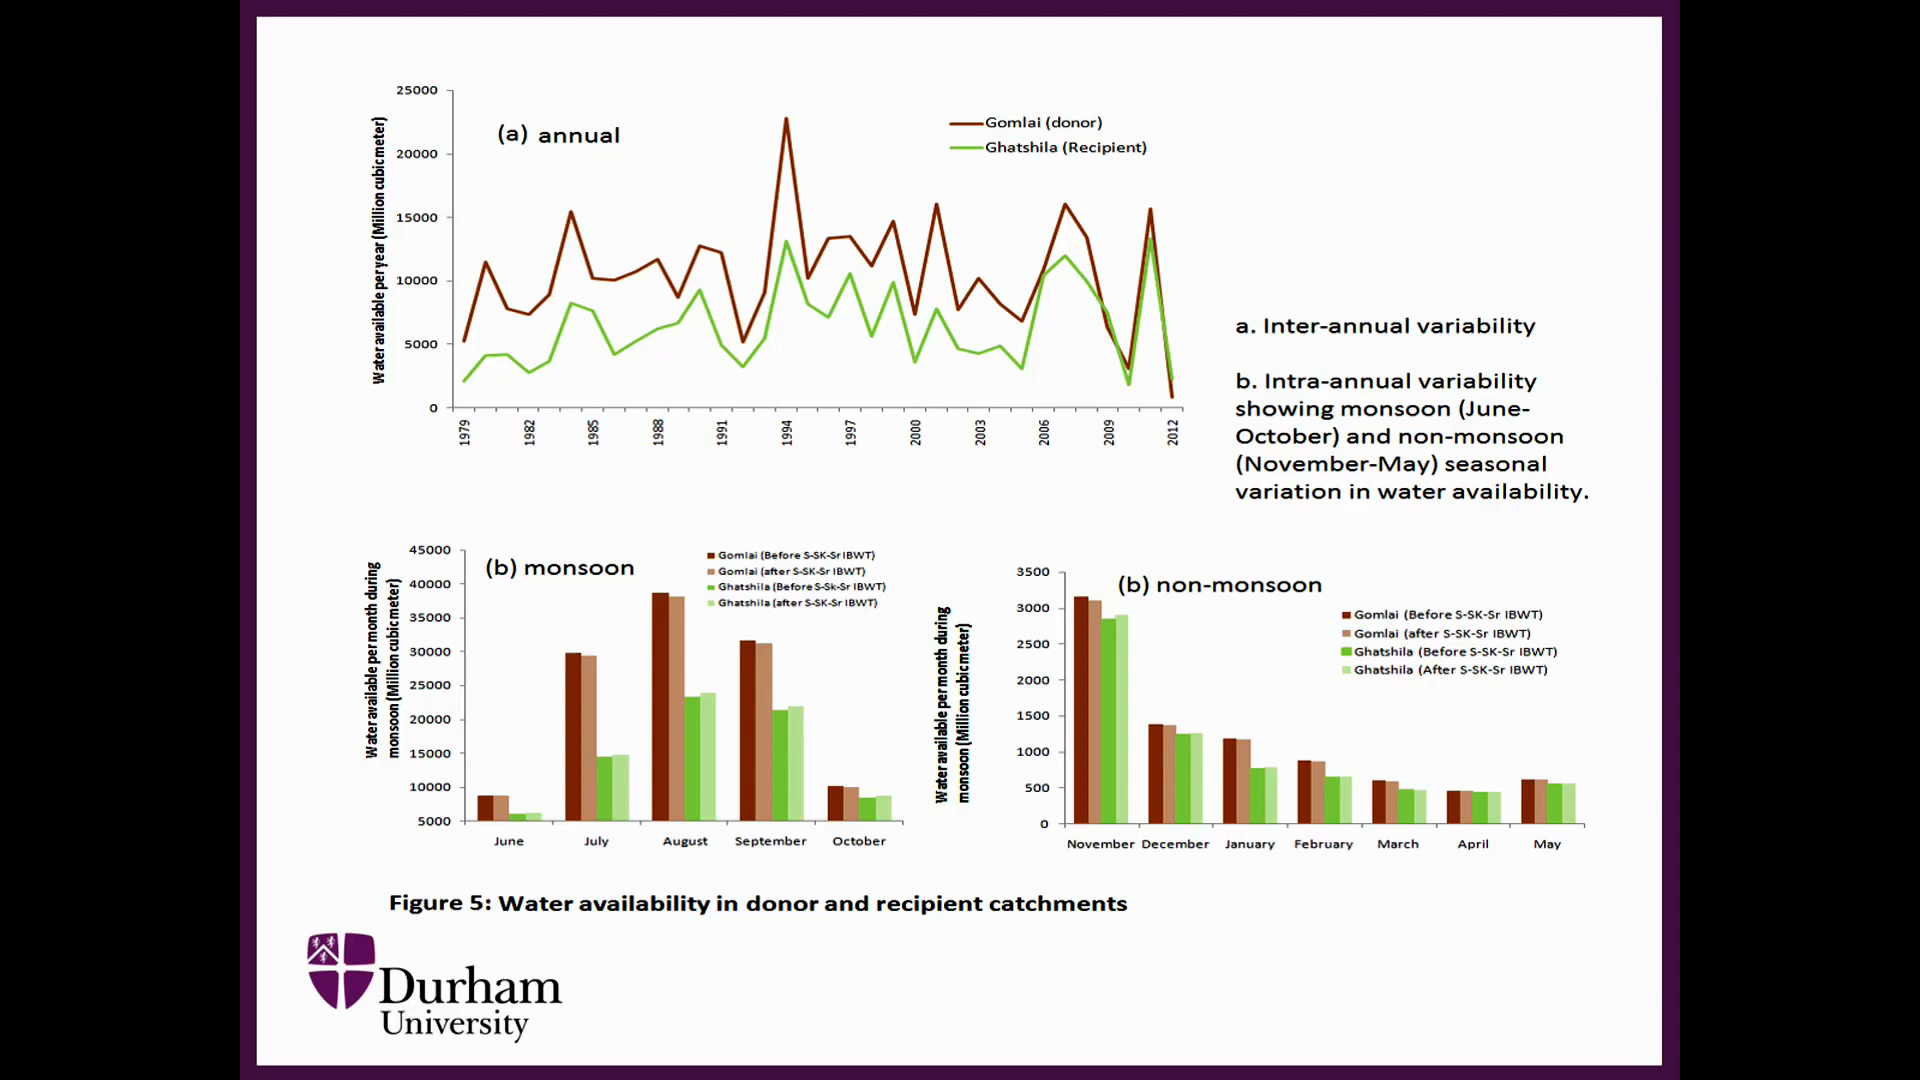 25000
20000
15000
10000
5000
0
Water available per year (Million cubic meter)
(a) annual
Gomlai (donor)
Ghatshila (Recipient)
1979
1982
1985
1988
1991
1994
1997
2000
2003
2006
2009
2012
a. Inter-annual variability
b. Intra-annual variability
showing monsoon (June-
October) and non-monsoon
(November-May) seasonal
variation in water availability.
45000
40000
35000
30000
25000
20000
15000
10000
5000
Water available per month during
monsoon (Million cubic meter)
(b) monsoon
Gomlai (Before S-SK-Sr IBWT)
Gomlai (after S-SK-Sr IBWT)
Ghatshila (Before S-Sk-Sr IBWT)
Ghatshila (after S-SK-Sr IBWT)
June
July
August
September
October
3500
3000
2500
2000
1500
1000
500
0
Water available per month during
monsoon (Million cubic meter)
(b) non-monsoon
Gomlai (Before S-SK-Sr IBWT)
Gomlai (after S-SK-Sr IBWT)
Ghatshila (Before S-SK-Sr IBWT)
Ghatshila (After S-SK-Sr IBWT)
November
December
January
February
March
April
May
Figure 5: Water availability in donor and recipient catchments
Durham
University